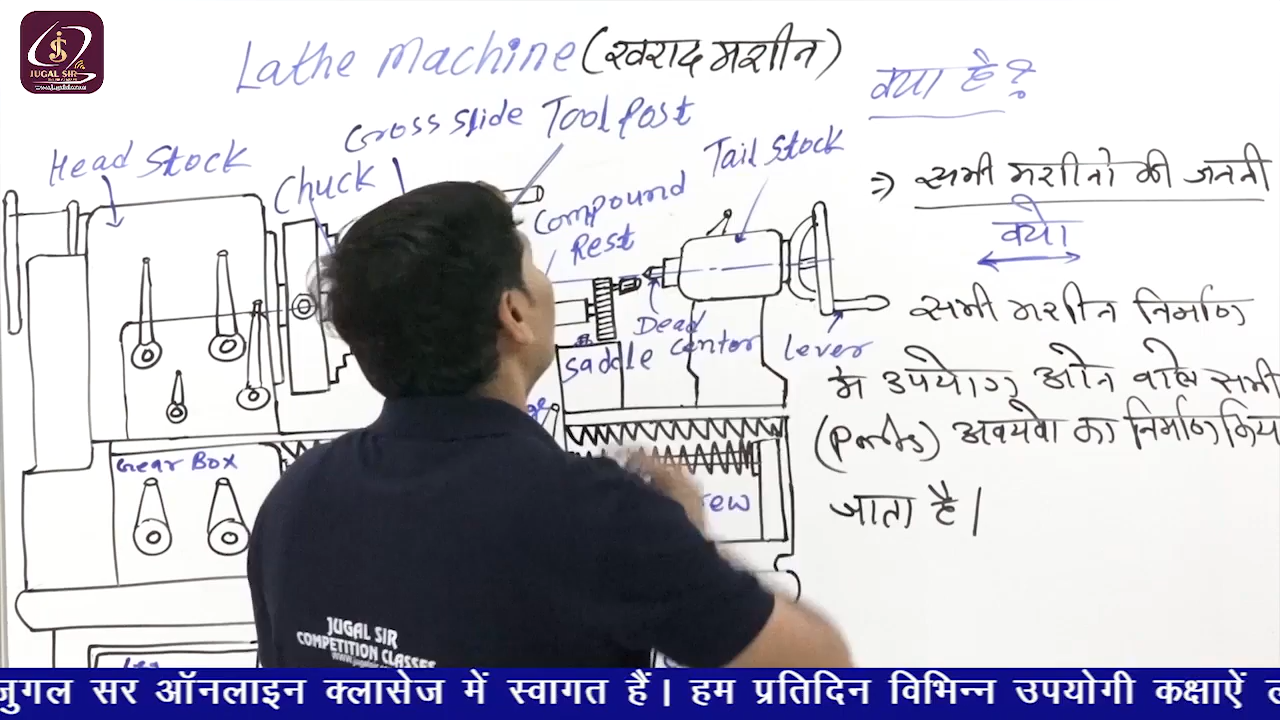 JUGAL SIR
Lathe Machine (खराद मशीन)
क्या है?
Cross Slide
Tool Post
Head Stock
Chuck
Compound
Rest
Tail Stock
⇒ सभी मशीनो की जननी
क्यो
Dead
Center
Saddle
Lever
सभी मशीन निर्माण
मे उपयोग होने वाले सभी
(Parts) अवयवो का निर्माण किया
जाता है।
Gear Box
rew
JUGAL SIR
COMPETITION CLASSES
जुगल सर ऑनलाइन क्लासेज में स्वागत हैं। हम प्रतिदिन विभिन्न उपयोगी कक्षाऐं ल